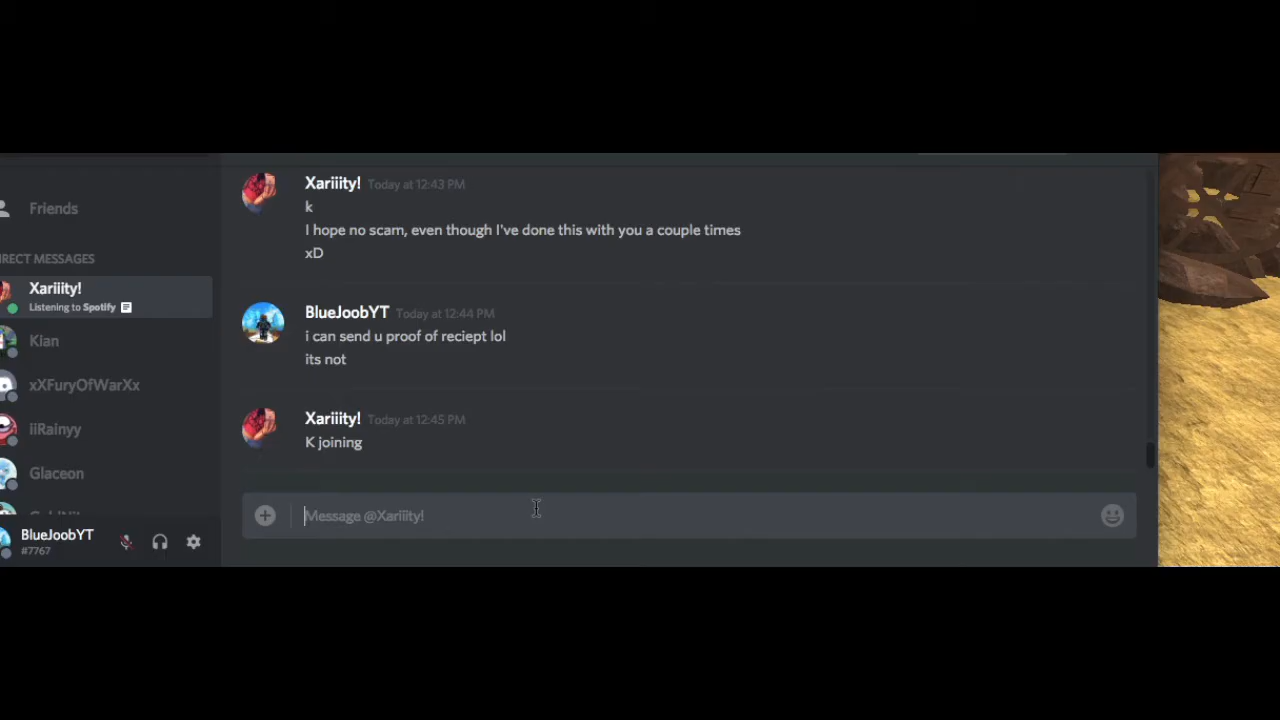 Friends
RECT MESSAGES
Xariiity!
Listening to Spotify
Kian
xXFuryOfWarXx
iiRainyy
Glaceon
BlueJoobYT
#7767
Xariiity! Today at 12:43 PM
k
I hope no scam, even though I've done this with you a couple times
xD
BlueJoobYT Today at 12:44 PM
i can send u proof of reciept lol
its not
Xariiity! Today at 12:45 PM
K joining
Message @Xariiity!